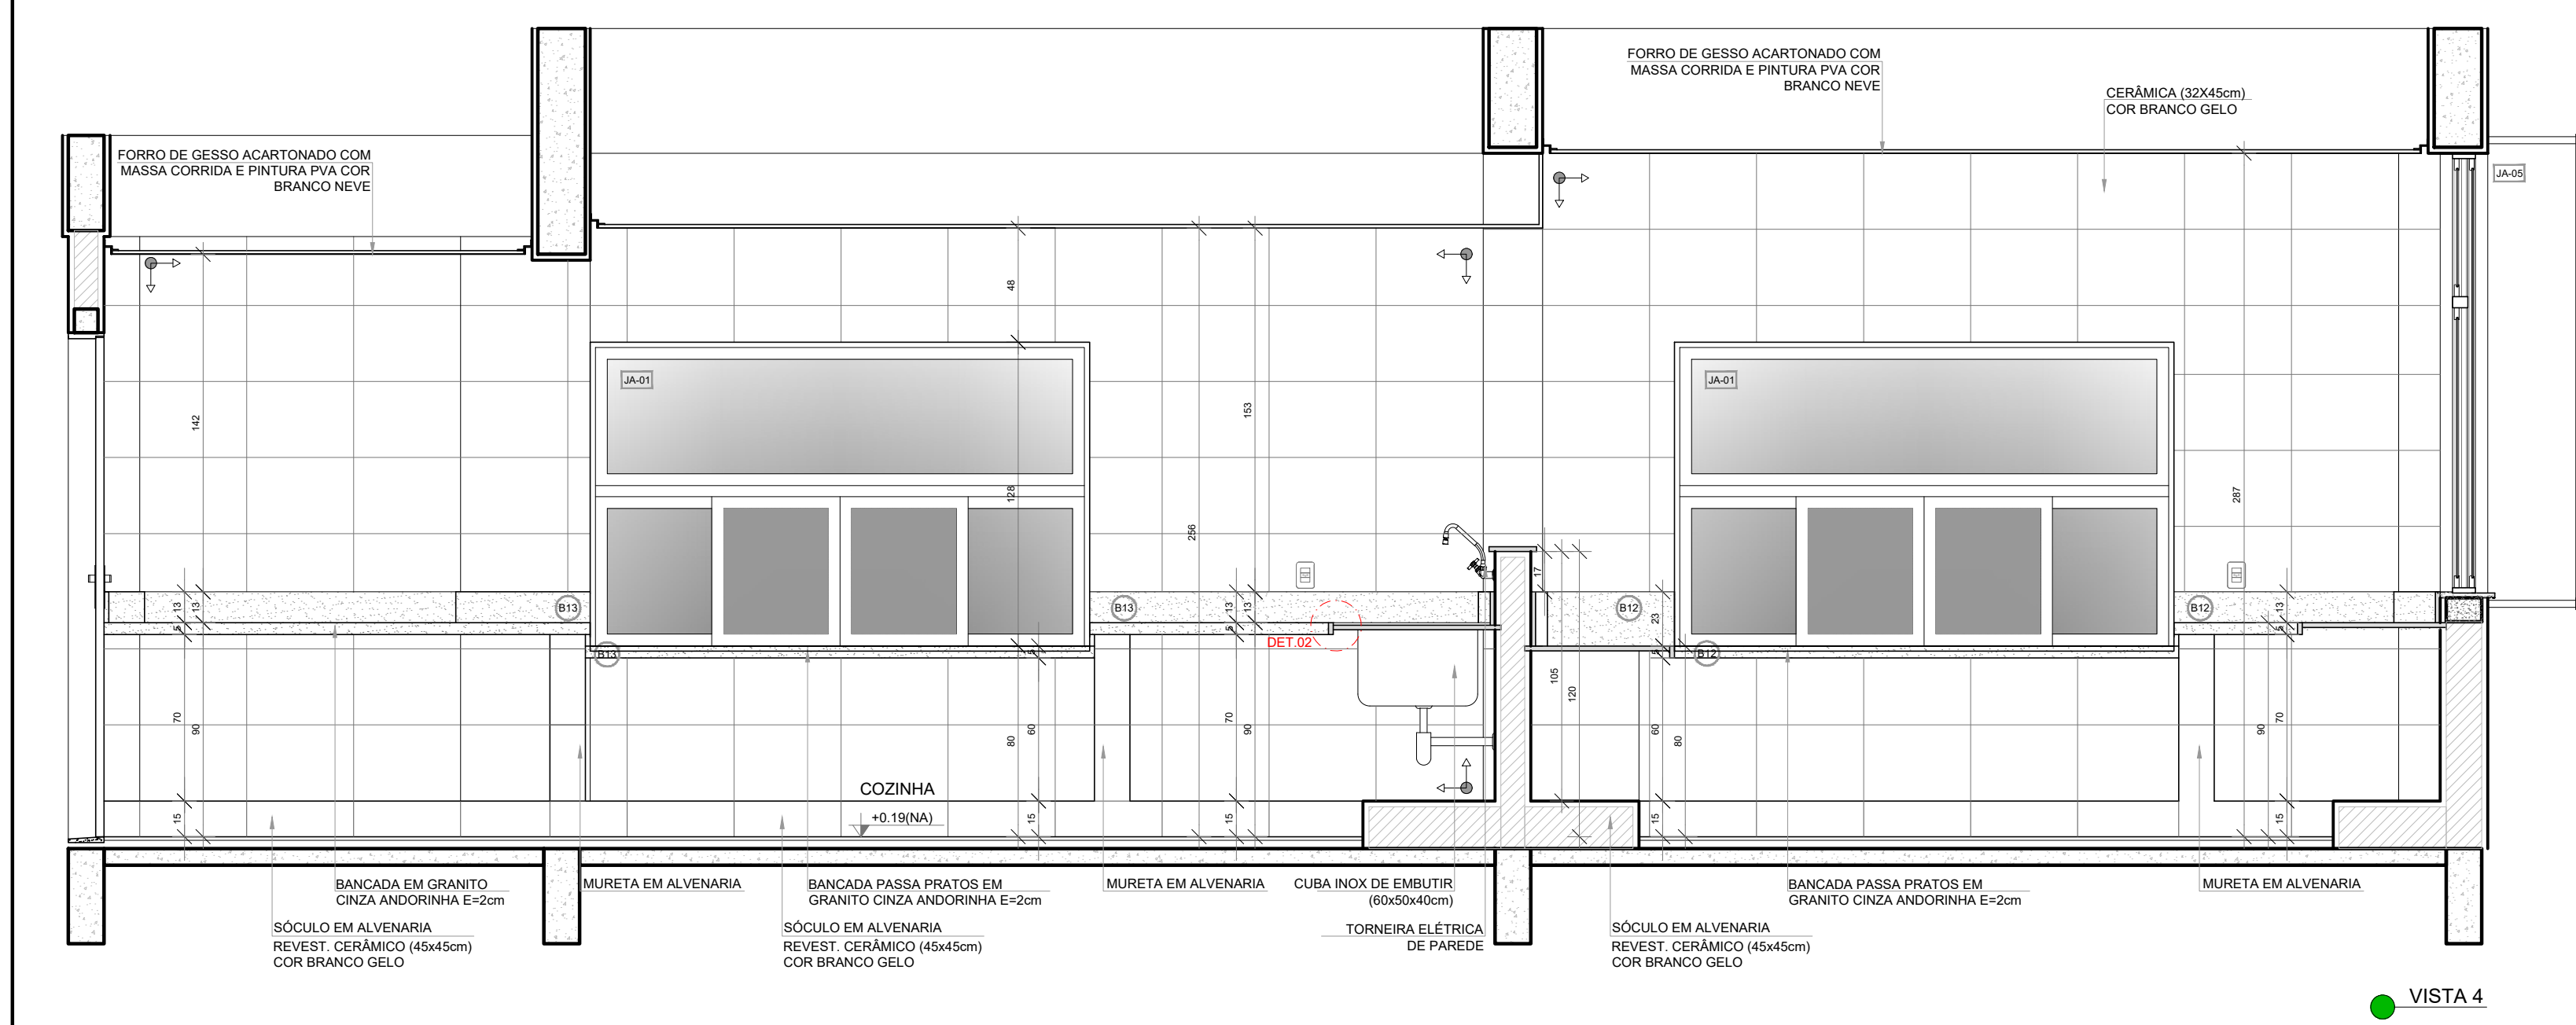 FORRO DE GESSO ACARTONADO COM
MASSA CORRIDA E PINTURA PVA COR
BRANCO NEVE
CERÂMICA (32X45cm)
COR BRANCO GELO
FORRO DE GESSO ACARTONADO COM
MASSA CORRIDA E PINTURA PVA COR
BRANCO NEVE
JA-05
48
JA-01
JA-01
142
153
128
256
287
17
13
13
B13
B13
13
13
B12
23
B12
13
5
5
5
DET.02
B13
5
5
B12
105
120
70
90
80
60
70
90
60
80
90
70
COZINHA
+0.19(NA)
15
15
15
15
15
BANCADA EM GRANITO
CINZA ANDORINHA E=2cm
MURETA EM ALVENARIA
BANCADA PASSA PRATOS EM
GRANITO CINZA ANDORINHA E=2cm
MURETA EM ALVENARIA
CUBA INOX DE EMBUTIR
(60x50x40cm)
BANCADA PASSA PRATOS EM
GRANITO CINZA ANDORINHA E=2cm
MURETA EM ALVENARIA
SÓCULO EM ALVENARIA
REVEST. CERÂMICO (45x45cm)
COR BRANCO GELO
SÓCULO EM ALVENARIA
REVEST. CERÂMICO (45x45cm)
COR BRANCO GELO
TORNEIRA ELÉTRICA
DE PAREDE
SÓCULO EM ALVENARIA
REVEST. CERÂMICO (45x45cm)
COR BRANCO GELO
VISTA 4